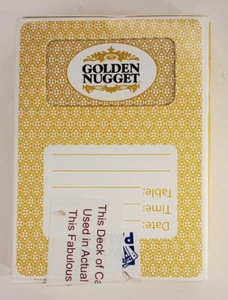 GOLDEN
NUGGET
Date:
Time:
Table:
This Deck of Ca
Used in Actual
This Fabulous